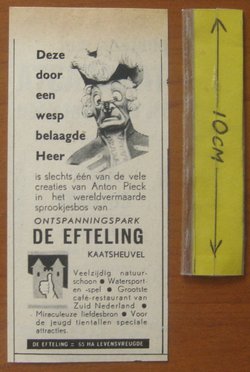 Deze
door
een
wesp
belaagde
Heer
is slechts één van de vele
creaties van Anton Pieck
in het wereldvermaarde
sprookjesbos van
ONTSPANNINGSPARK
DE EFTELING
KAATSHEUVEL
Veelzijdig natuur-
schoon ● Watersport-
en -spel ● Grootste
café-restaurant van
Zuid Nederland ●
Miraculeuze liefdesbron ● Voor
de jeugd tientallen speciale
attracties.
DE EFTELING = 65 HA LEVENSVREUGDE
10CM